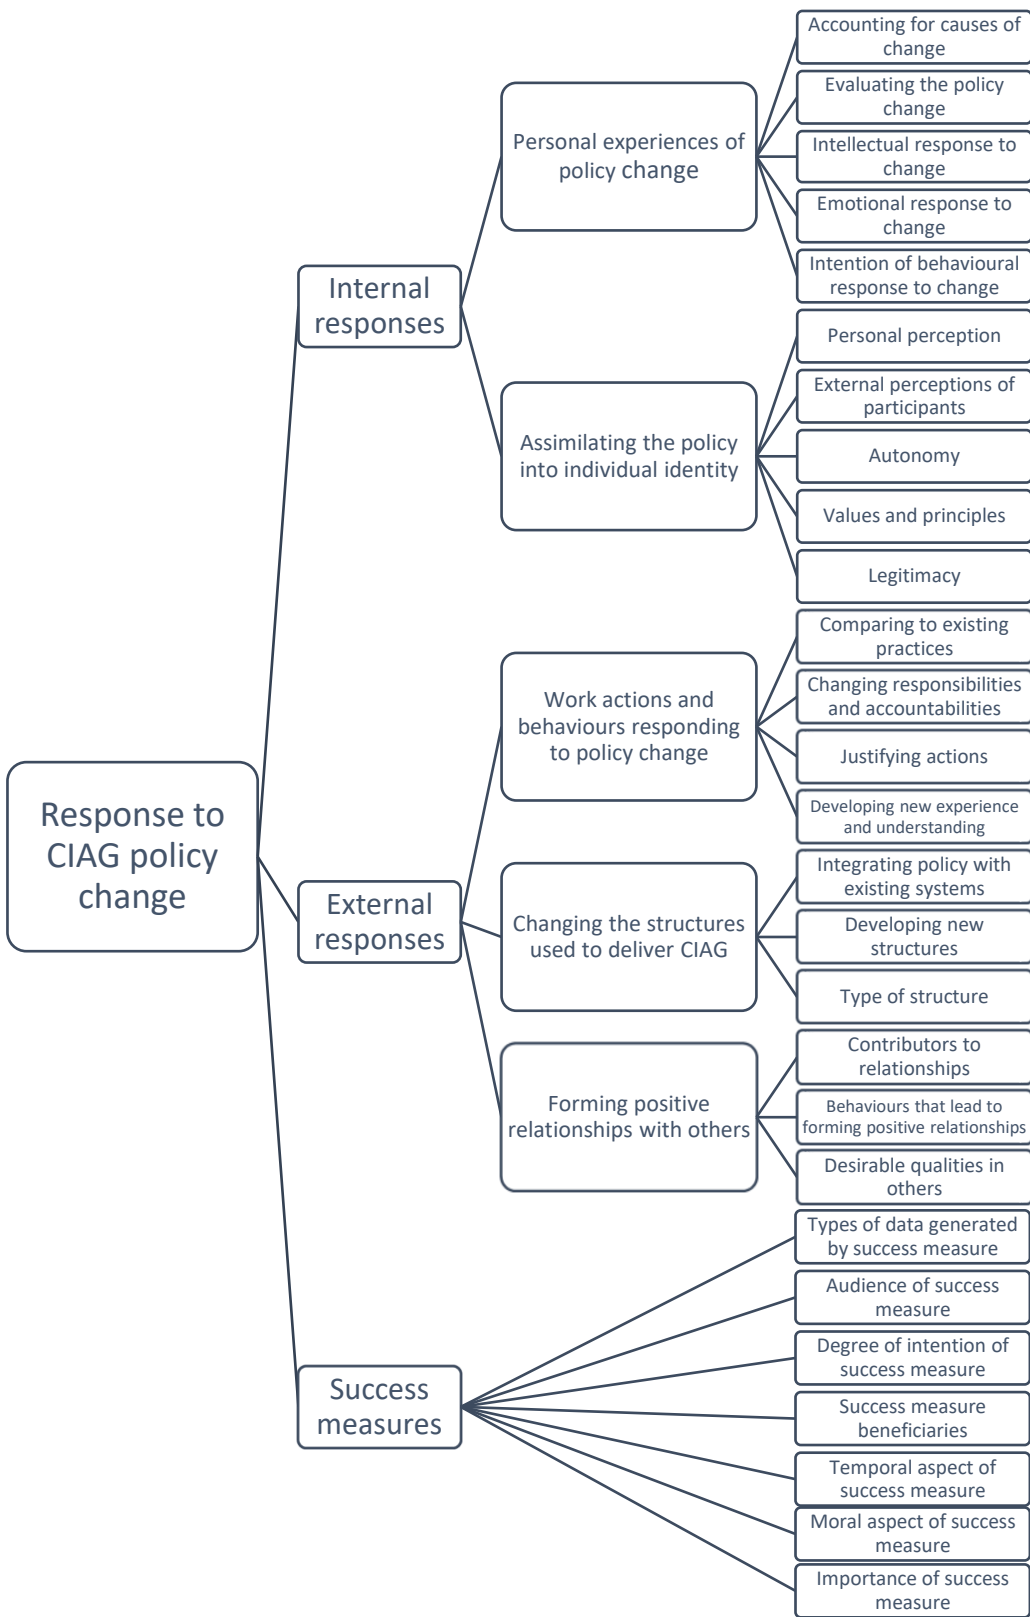 Response to
CIAG policy
change
Internal
responses
Personal experiences of
policy change
Accounting for causes of
change
Evaluating the policy
change
Intellectual response to
change
Emotional response to
change
Intention of behavioural
response to change
Assimilating the policy
into individual identity
Personal perception
External perceptions of
participants
Autonomy
Values and principles
Legitimacy
External
responses
Work actions and
behaviours responding
to policy change
Comparing to existing
practices
Changing responsibilities
and accountabilities
Justifying actions
Developing new experience
and understanding
Changing the structures
used to deliver CIAG
Integrating policy with
existing systems
Developing new
structures
Type of structure
Forming positive
relationships with others
Contributors to
relationships
Behaviours that lead to
forming positive relationships
Desirable qualities in
others
Success
measures
Types of data generated
by success measure
Audience of success
measure
Degree of intention of
success measure
Success measure
beneficiaries
Temporal aspect of
success measure
Moral aspect of success
measure
Importance of success
measure